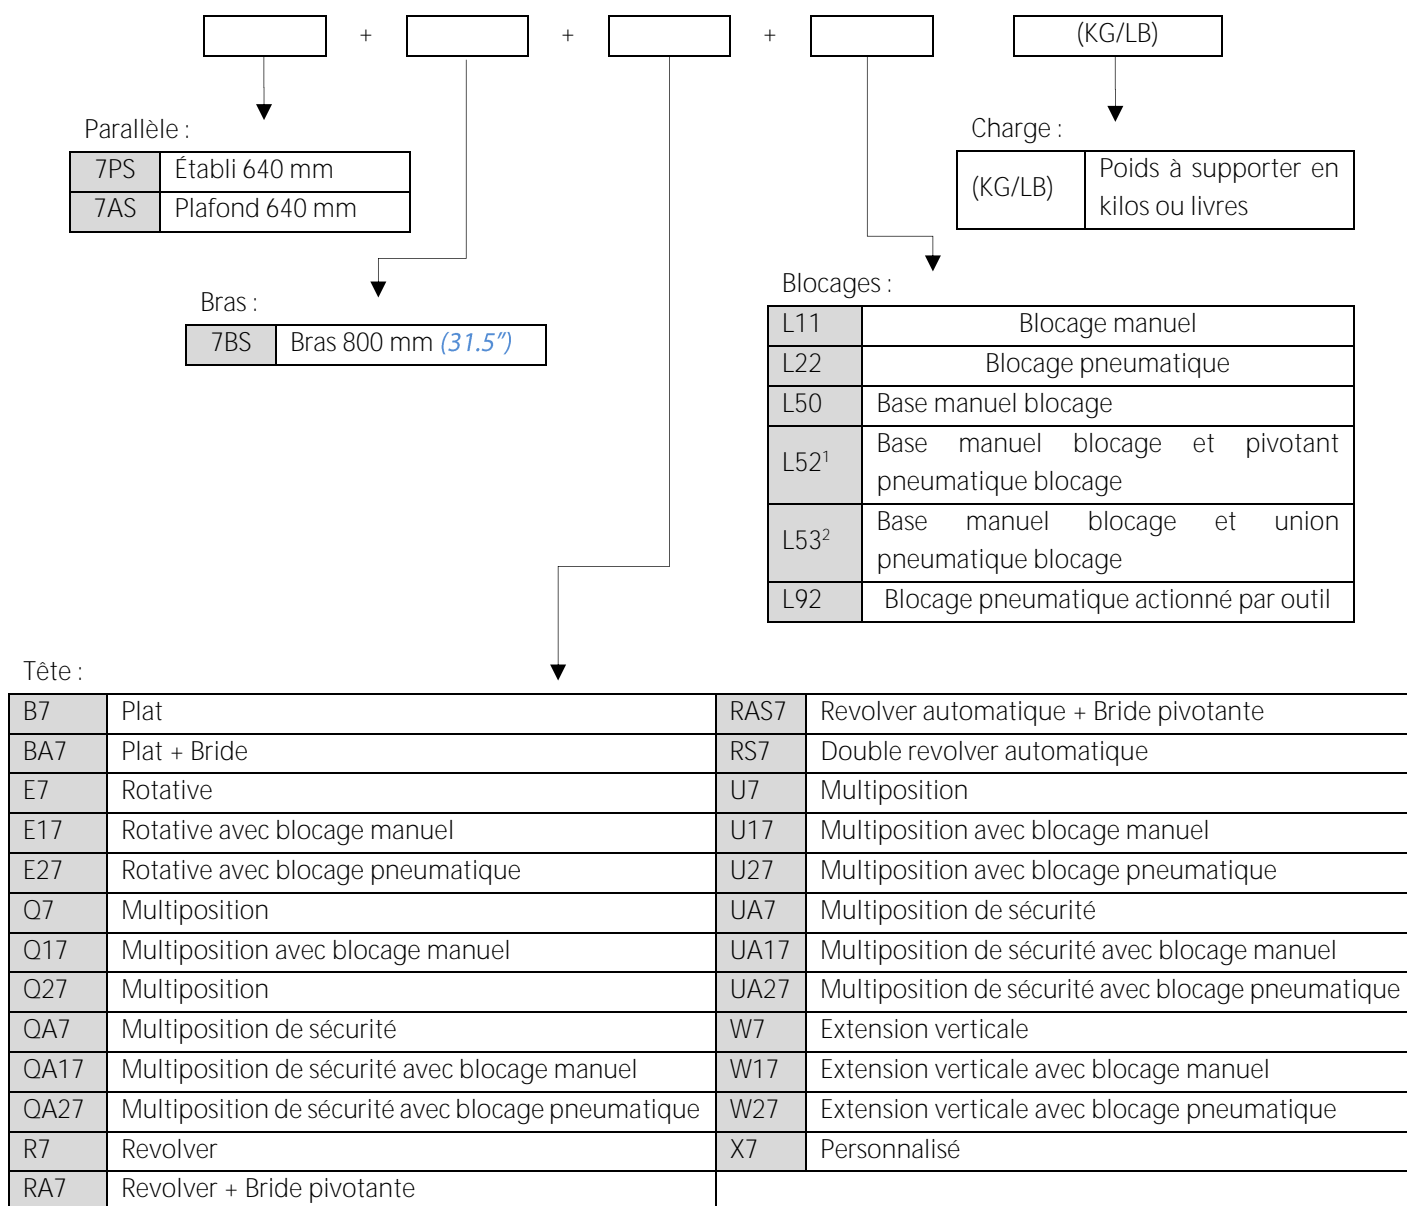 + + + (KG/LB)
Parallèle :
7PS Établi 640 mm
7AS Plafond 640 mm
Charge :
(KG/LB) Poids à supporter en
kilos ou livres
Bras :
7BS Bras 800 mm (31.5")
Blocages :
L11 Blocage manuel
L22 Blocage pneumatique
L50 Base manuel blocage
L52¹ Base manuel blocage et pivotant
pneumatique blocage
L53² Base manuel blocage et union
pneumatique blocage
L92 Blocage pneumatique actionné par outil
Tête :
B7 Plat RAS7 Revolver automatique + Bride pivotante
BA7 Plat + Bride RS7 Double revolver automatique
E7 Rotative U7 Multiposition
E17 Rotative avec blocage manuel U17 Multiposition avec blocage manuel
E27 Rotative avec blocage pneumatique U27 Multiposition avec blocage pneumatique
Q7 Multiposition UA7 Multiposition de sécurité
Q17 Multiposition avec blocage manuel UA17 Multiposition de sécurité avec blocage manuel
Q27 Multiposition UA27 Multiposition de sécurité avec blocage pneumatique
QA7 Multiposition de sécurité W7 Extension verticale
QA17 Multiposition de sécurité avec blocage manuel W17 Extension verticale avec blocage manuel
QA27 Multiposition de sécurité avec blocage pneumatique W27 Extension verticale avec blocage pneumatique
R7 Revolver X7 Personnalisé
RA7 Revolver + Bride pivotante